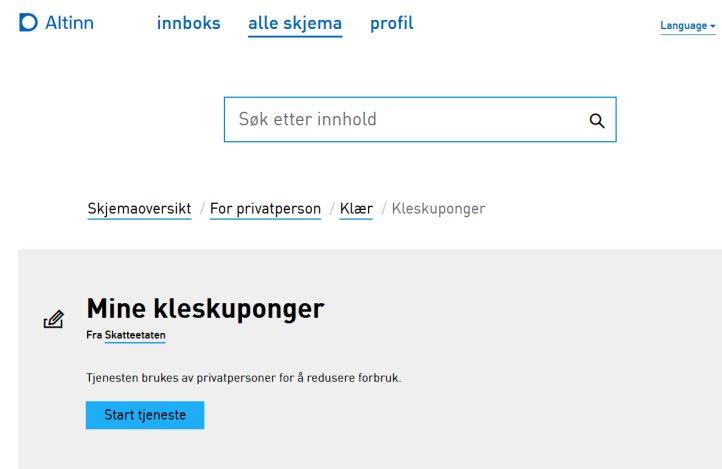 Altinn innboks alle skjema profil Language
Søk etter innhold
Skjemaoversikt / For privatperson / Klær / Kleskuponger
Mine kleskuponger
Fra Skatteetaten
Tjenesten brukes av privatpersoner for å redusere forbruk.
Start tjeneste